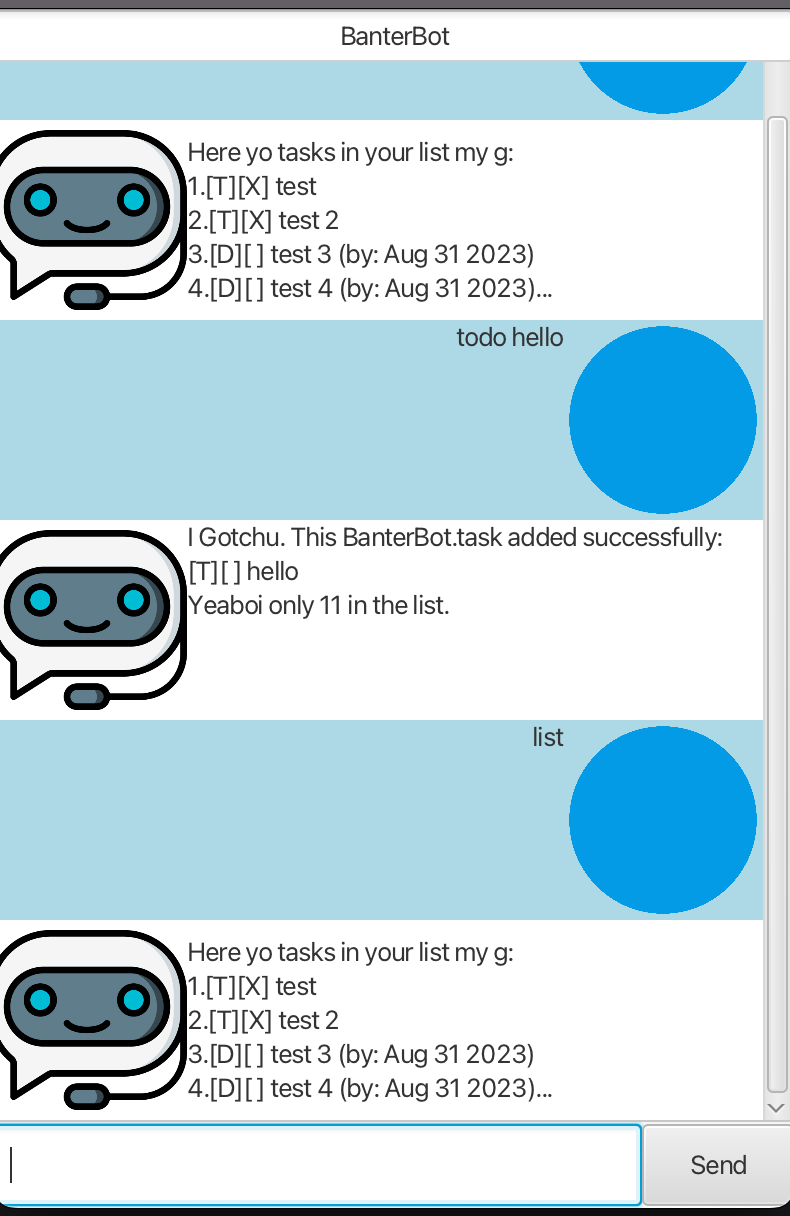 BanterBot
Here yo tasks in your list my g:
1.[T][X] test
2.[T][X] test 2
3.[D][ ] test 3 (by: Aug 31 2023)
4.[D][ ] test 4 (by: Aug 31 2023)...
todo hello
I Gotchu. This BanterBot.task added successfully:
[T][ ] hello
Yeaboi only 11 in the list.
list
Here yo tasks in your list my g:
1.[T][X] test
2.[T][X] test 2
3.[D][ ] test 3 (by: Aug 31 2023)
4.[D][ ] test 4 (by: Aug 31 2023)...
Send